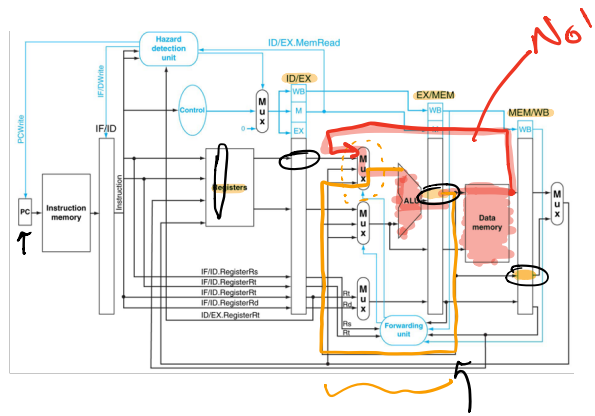 No!
Hazard
detection
unit
ID/EX.MemRead
ID/EX
EX/MEM
MEM/WB
PCWrite
IF/DWrite
Control
M
u
x
0
WB
M
EX
WB
M
WB
IF/ID
Instruction
PC
Instruction
memory
Registers
M
u
x
M
u
x
ALU
Data
memory
M
u
x
IF/ID.RegisterRs
IF/ID.RegisterRt
IF/ID.RegisterRt
IF/ID.RegisterRd
ID/EX.RegisterRt
Rt
Rd
M
u
x
Rs
Rt
Forwarding
unit